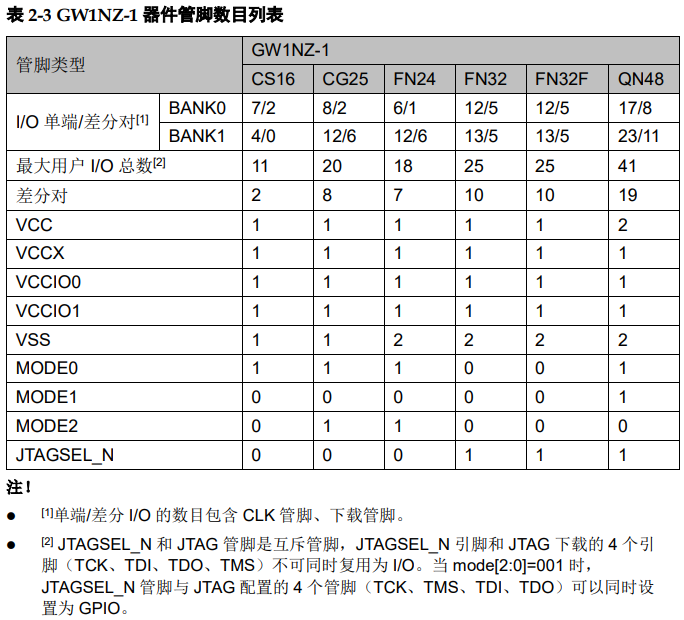 表 2-3 GW1NZ-1 器件管脚数目列表
管脚类型 GW1NZ-1
CS16 CG25 FN24 FN32 FN32F QN48
I/O 单端/差分对[1] BANK0 7/2 8/2 6/1 12/5 12/5 17/8
BANK1 4/0 12/6 12/6 13/5 13/5 23/11
最大用户 I/O 总数[2] 11 20 18 25 25 41
差分对 2 8 7 10 10 19
VCC 1 1 1 1 1 2
VCCX 1 1 1 1 1 1
VCCIO0 1 1 1 1 1 1
VCCIO1 1 1 1 1 1 1
VSS 1 1 2 2 2 2
MODE0 1 1 1 0 0 1
MODE1 0 0 0 0 0 1
MODE2 0 1 1 0 0 0
JTAGSEL_N 0 0 0 1 1 1
注！
● [1]单端/差分 I/O 的数目包含 CLK 管脚、下载管脚。
● [2] JTAGSEL_N 和 JTAG 管脚是互斥管脚，JTAGSEL_N 引脚和 JTAG 下载的 4 个引
脚（TCK、TDI、TDO、TMS）不可同时复用为 I/O。当 mode[2:0]=001 时，
JTAGSEL_N 管脚与 JTAG 配置的 4 个管脚（TCK、TMS、TDI、TDO）可以同时设
置为 GPIO。